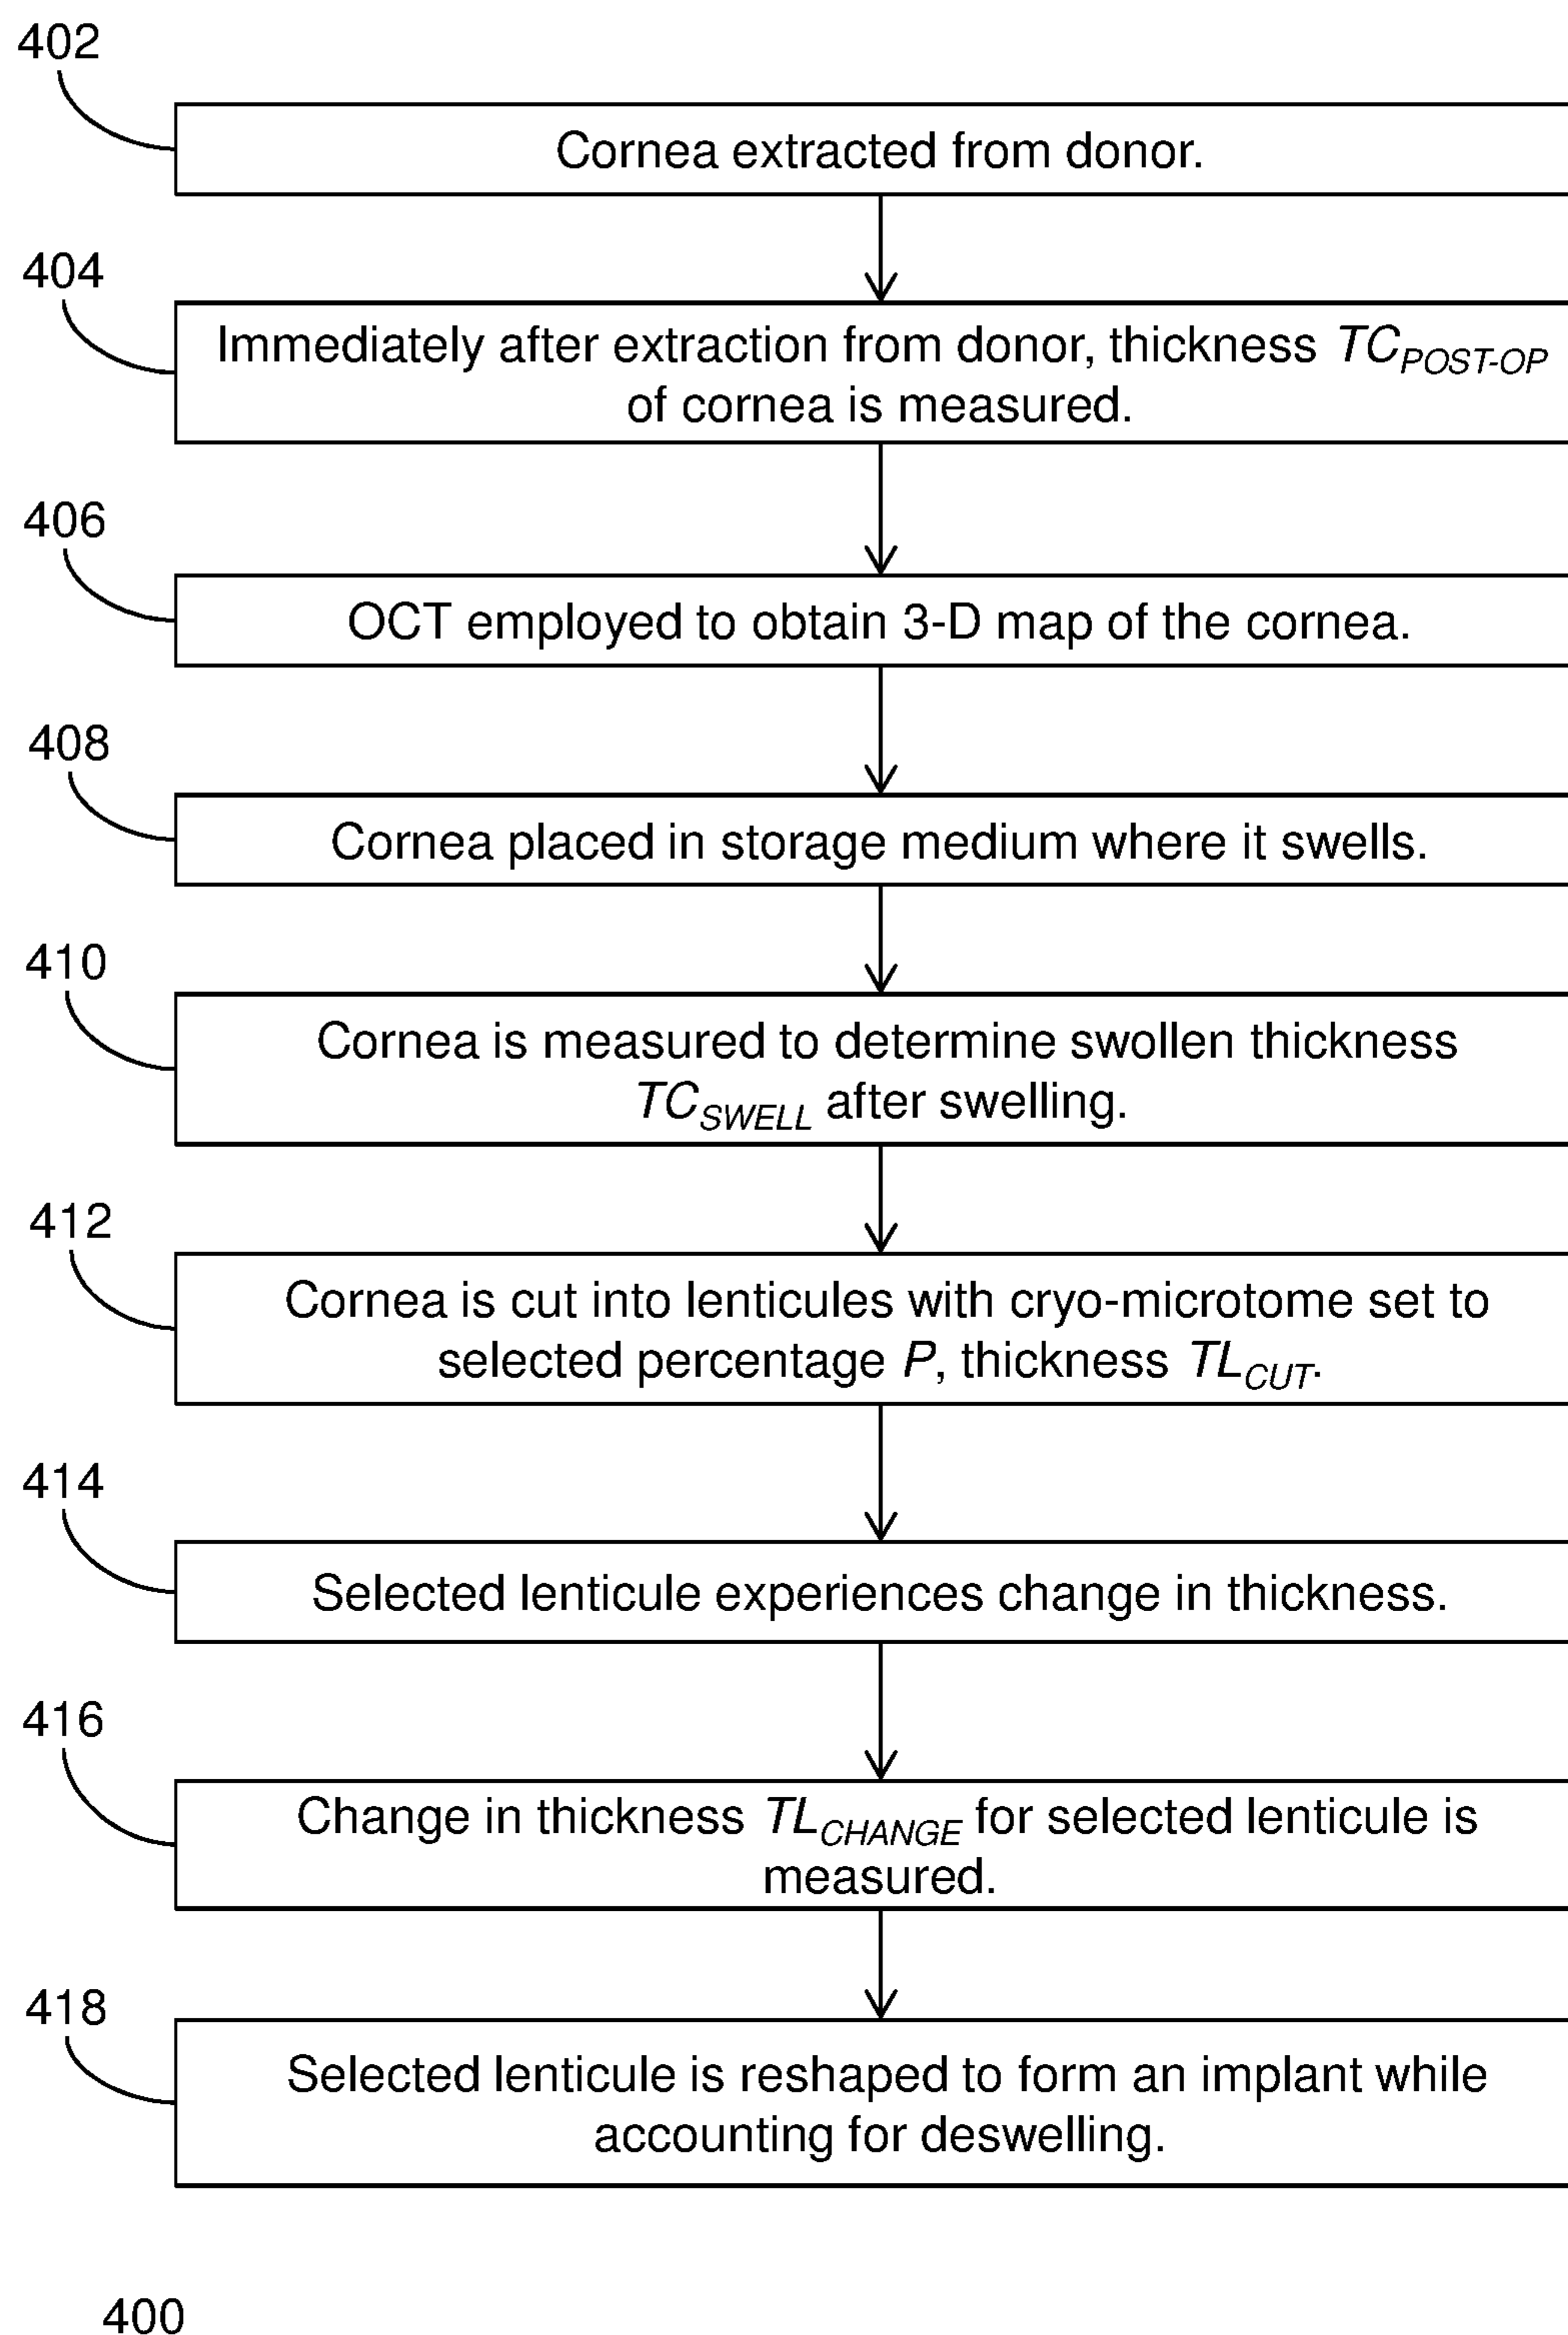 402
Cornea extracted from donor.
404
Immediately after extraction from donor, thickness TC_POST-OP
of cornea is measured.
406
OCT employed to obtain 3-D map of the cornea.
408
Cornea placed in storage medium where it swells.
410
Cornea is measured to determine swollen thickness
TC_SWELL after swelling.
412
Cornea is cut into lenticules with cryo-microtome set to
selected percentage P, thickness TL_CUT.
414
Selected lenticule experiences change in thickness.
416
Change in thickness TL_CHANGE for selected lenticule is
measured.
418
Selected lenticule is reshaped to form an implant while
accounting for deswelling.
400